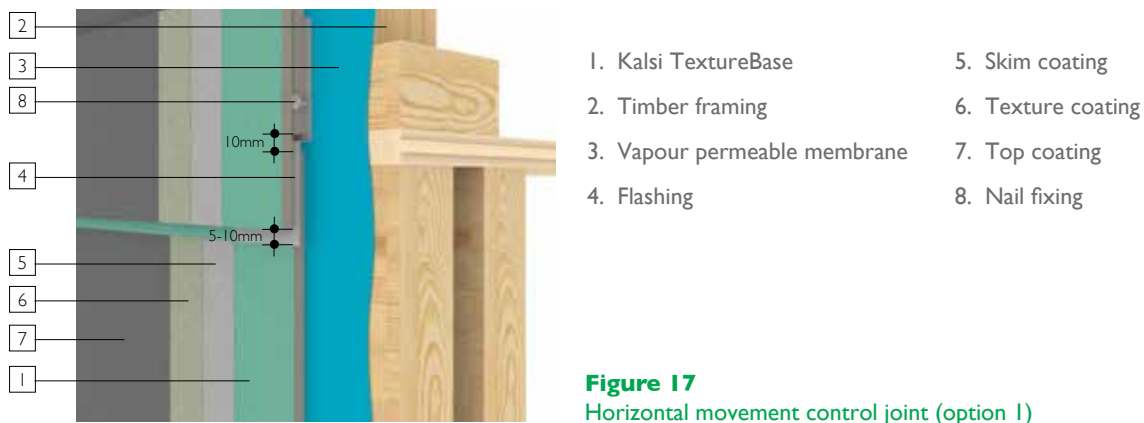 2
3
8
10mm
4
5-10mm
5
6
7
1
1. Kalsi TextureBase
2. Timber framing
3. Vapour permeable membrane
4. Flashing
5. Skim coating
6. Texture coating
7. Top coating
8. Nail fixing
Figure 17
Horizontal movement control joint (option 1)